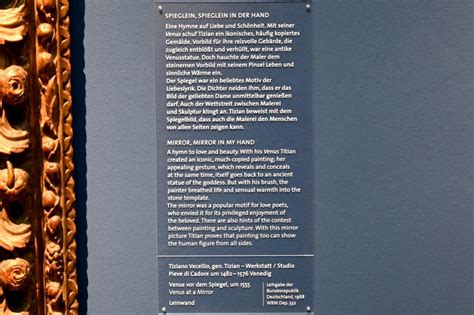 SPIEGLEIN, SPIEGLEIN IN DER HAND
Eine Hymne auf Liebe und Schönheit. Mit seiner
Venus schuf Tizian ein ikonisches, häufig kopiertes
Gemälde. Vorbild für ihre reizvolle Gebärde, die
zugleich entblößt und verhüllt, war eine antike
Venusstatue. Doch hauchte der Maler dem
steinernen Vorbild mit seinem Pinsel Leben und
sinnliche Wärme ein.
Der Spiegel war ein beliebtes Motiv der
Liebeslyrik. Die Dichter neiden ihm, dass er das
Bild der geliebten Dame unmittelbar genießen
darf. Auch der Wettstreit zwischen Malerei
und Skulptur klingt an. Tizian beweist mit dem
Spiegelbild, dass auch die Malerei den Menschen
von allen Seiten zeigen kann.
MIRROR, MIRROR IN MY HAND
A hymn to love and beauty. With his Venus Titian
created an iconic, much-copied painting; her
appealing gesture, which reveals and conceals
at the same time, itself goes back to an ancient
statue of the goddess. But with his brush, the
painter breathed life and sensual warmth into the
stone template.
The mirror was a popular motif for love poets,
who envied it for its privileged enjoyment of
the beloved. There are also hints of the contest
between painting and sculpture. With this mirror
picture Titian proves that painting too can show
the human figure from all sides.
Tiziano Vecellio, gen. Tizian – Werkstatt / Studio
Pieve di Cadore um 1482–1576 Venedig
Venus vor dem Spiegel, um 1555
Venus at a Mirror
Leinwand
Leihgabe der
Bundesrepublik
Deutschland, 1968
WRM Dep. 332